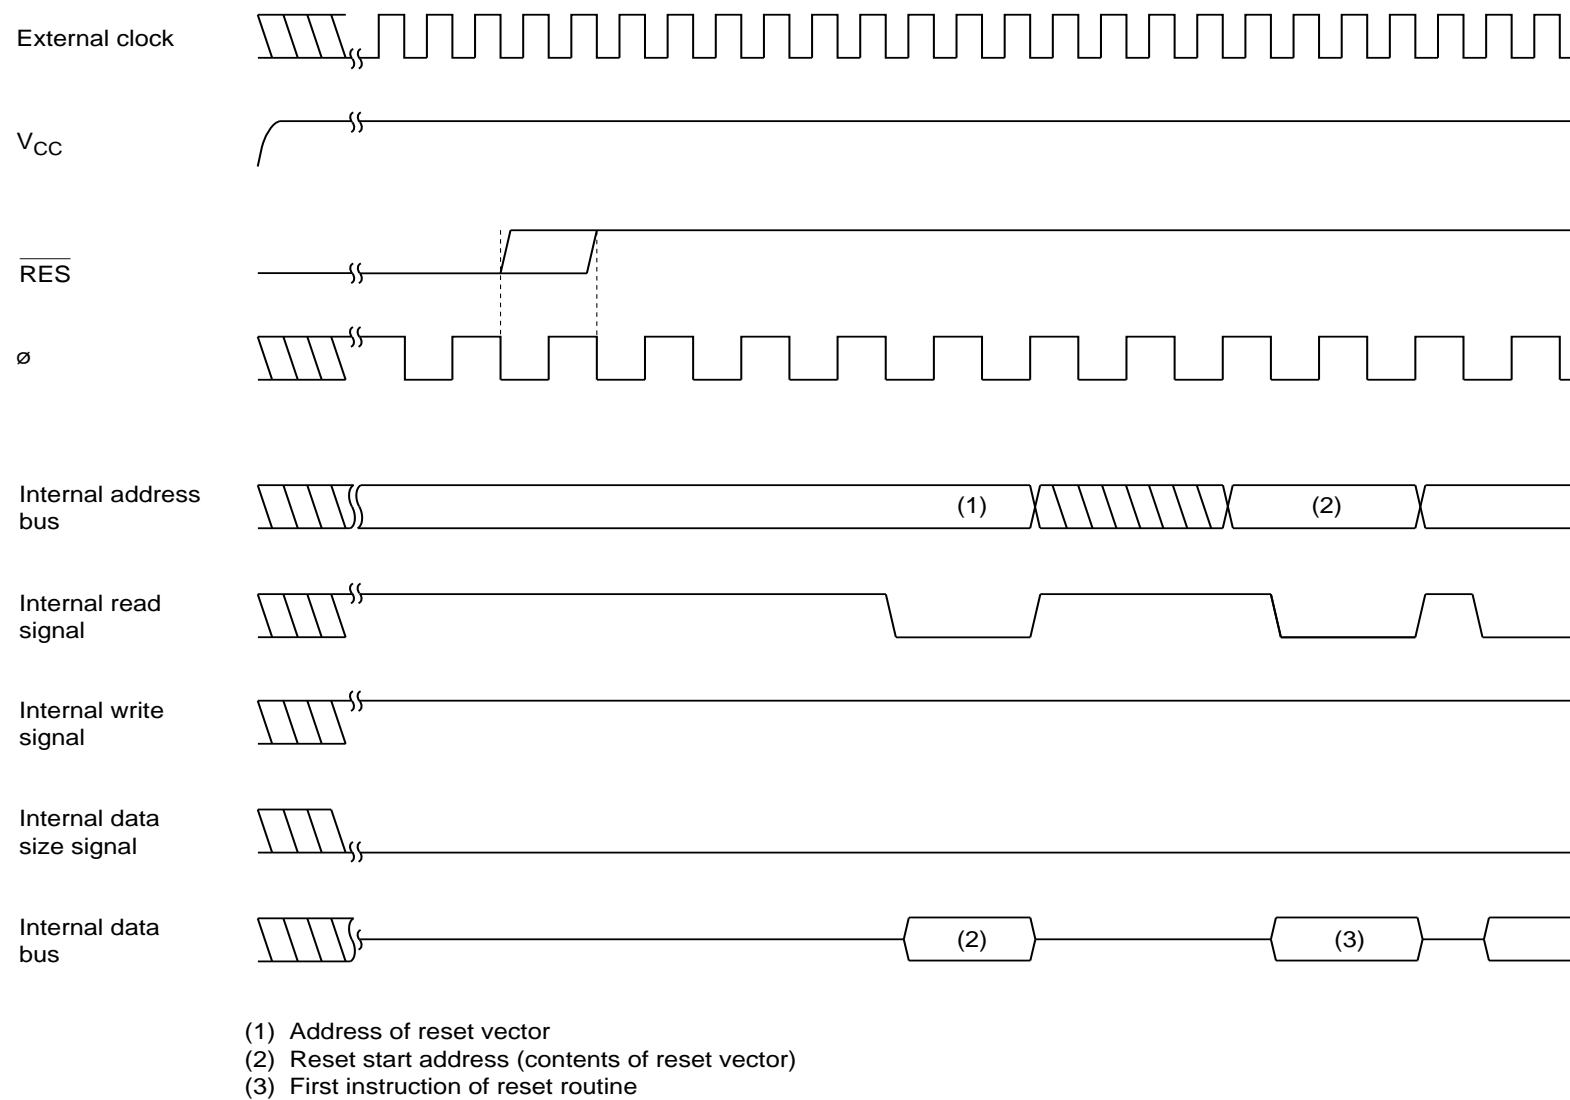 External clock
VCC
RES
ø
Internal address
bus
(1)
(2)
Internal read
signal
Internal write
signal
Internal data
size signal
Internal data
bus
(2)
(3)
(1) Address of reset vector
(2) Reset start address (contents of reset vector)
(3) First instruction of reset routine